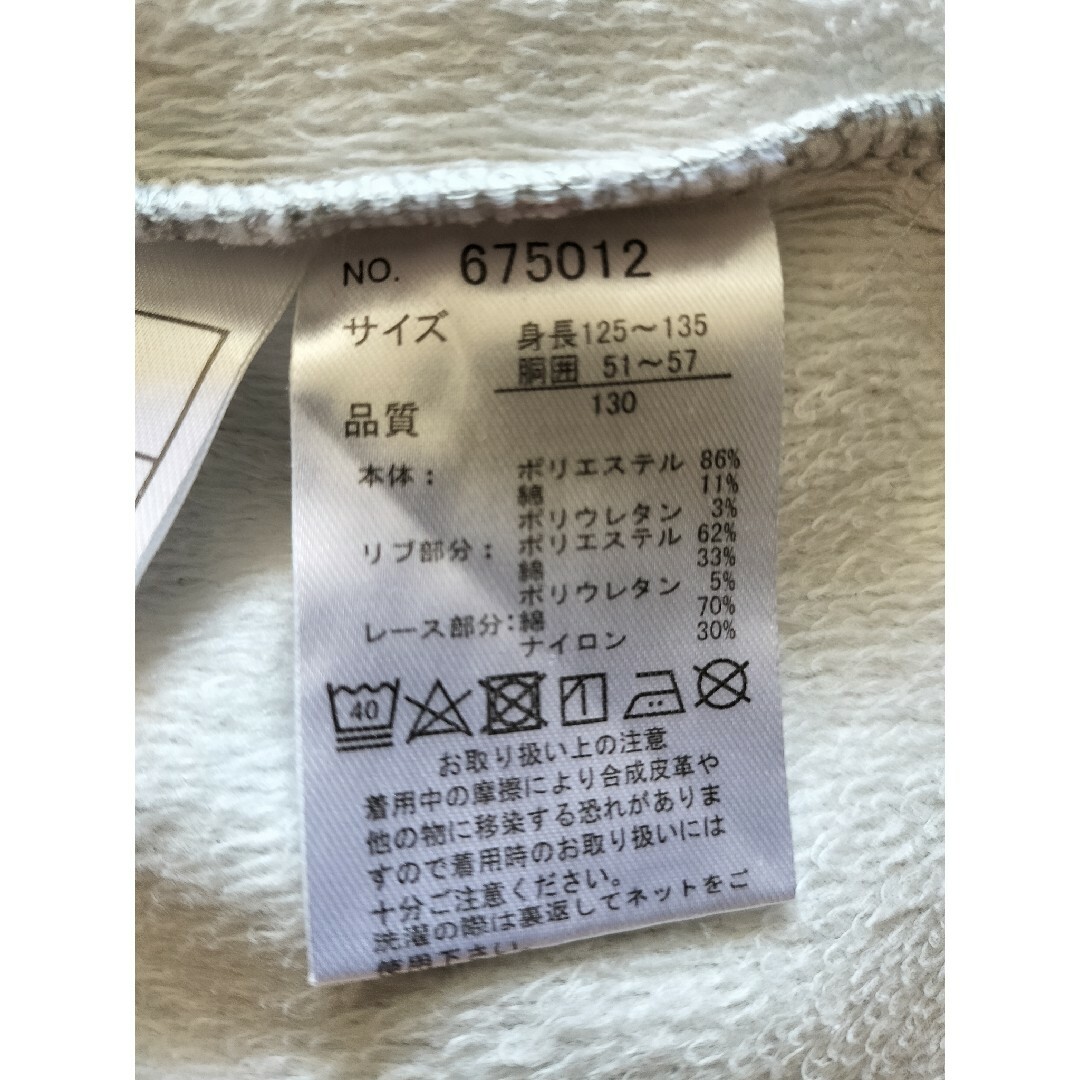 NO. 675012
サイズ 身長125～135
胴囲 51～57
130
品質
本体: ポリエステル 86%
綿 11%
ポリウレタン 3%
リブ部分: ポリエステル 62%
綿 33%
ポリウレタン 5%
レース部分: 綿 70%
ナイロン 30%
40
お取り扱い上の注意
着用中の摩擦により合成皮革や
他の物に移染する恐れがありま
すので着用時のお取り扱いには
十分ご注意ください。
洗濯の際は裏返してネットをご
使用下さい。